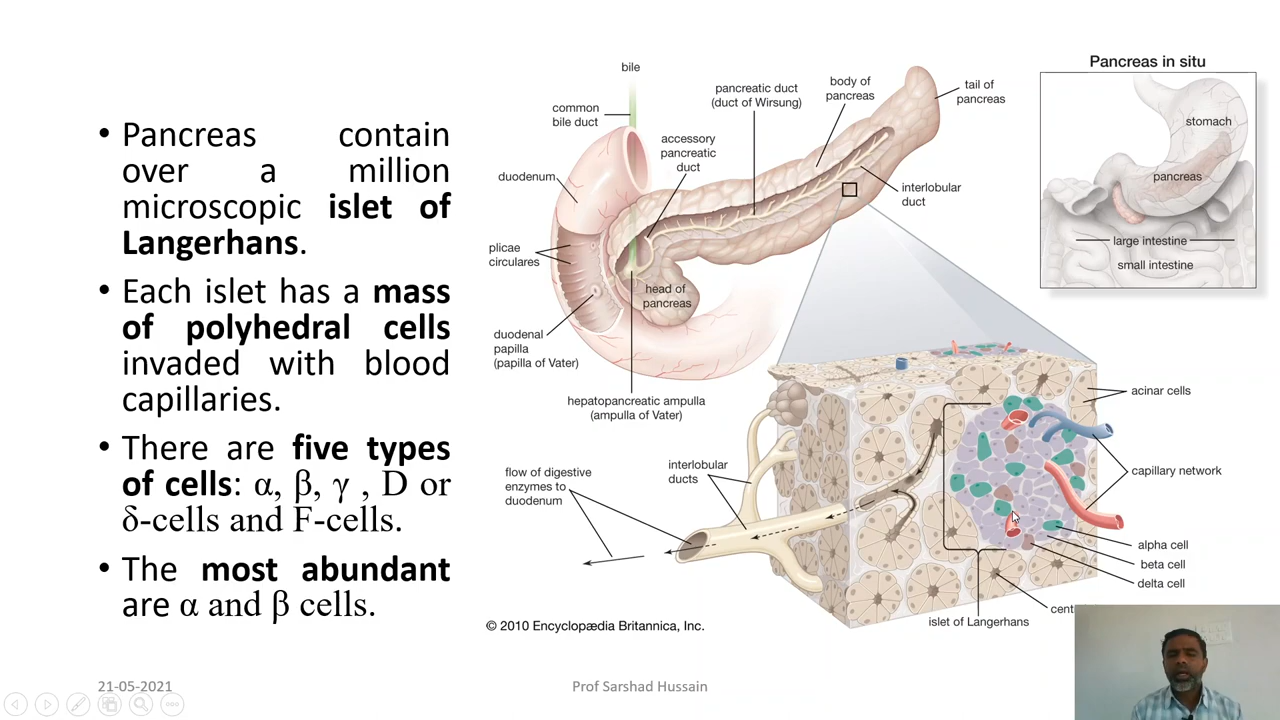 • Pancreas contain
over a million
microscopic islet of
Langerhans.
• Each islet has a mass
of polyhedral cells
invaded with blood
capillaries.
• There are five types
of cells: α, β, γ , D or
δ-cells and F-cells.
• The most abundant
are α and β cells.
bile
common
bile duct
duodenum
plicae
circulares
duodenal
papilla
(papilla of Vater)
accessory
pancreatic
duct
pancreatic duct
(duct of Wirsung)
body of
pancreas
tail of
pancreas
interlobular
duct
head of
pancreas
hepatopancreatic ampulla
(ampulla of Vater)
Pancreas in situ
stomach
pancreas
large intestine
small intestine
acinar cells
capillary network
alpha cell
beta cell
delta cell
islet of Langerhans
interlobular
ducts
flow of digestive
enzymes to
duodenum
© 2010 Encyclopædia Britannica, Inc.
21-05-2021
Prof Sarshad Hussain